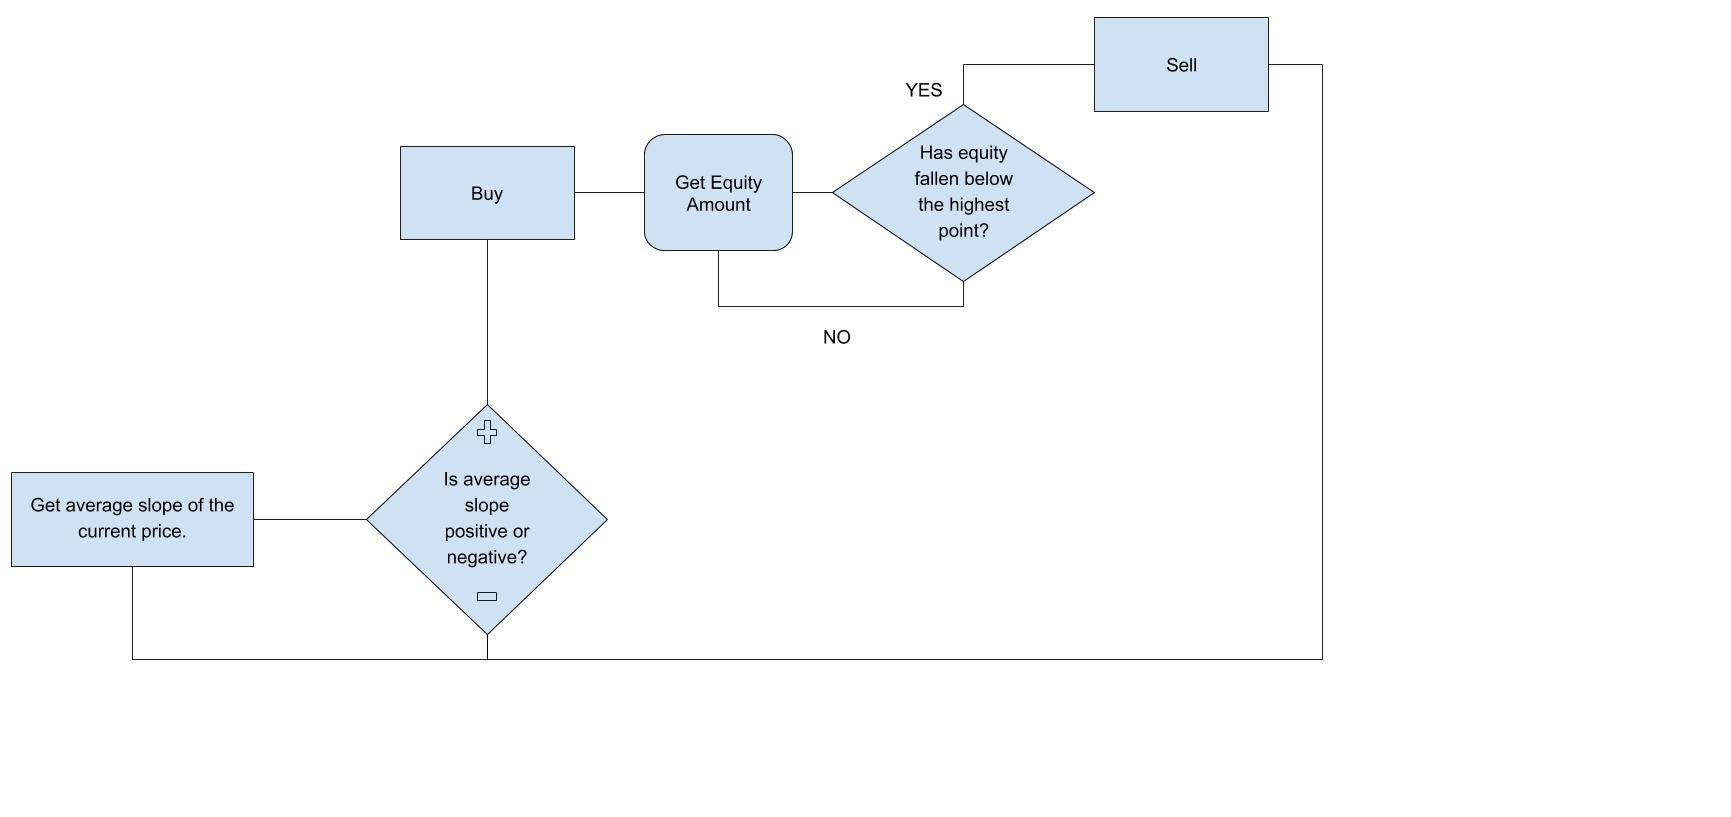 Sell
YES
Has equity
fallen below
the highest
point?
Get Equity
Amount
Buy
NO
Is average
slope
positive or
negative?
Get average slope of the
current price.